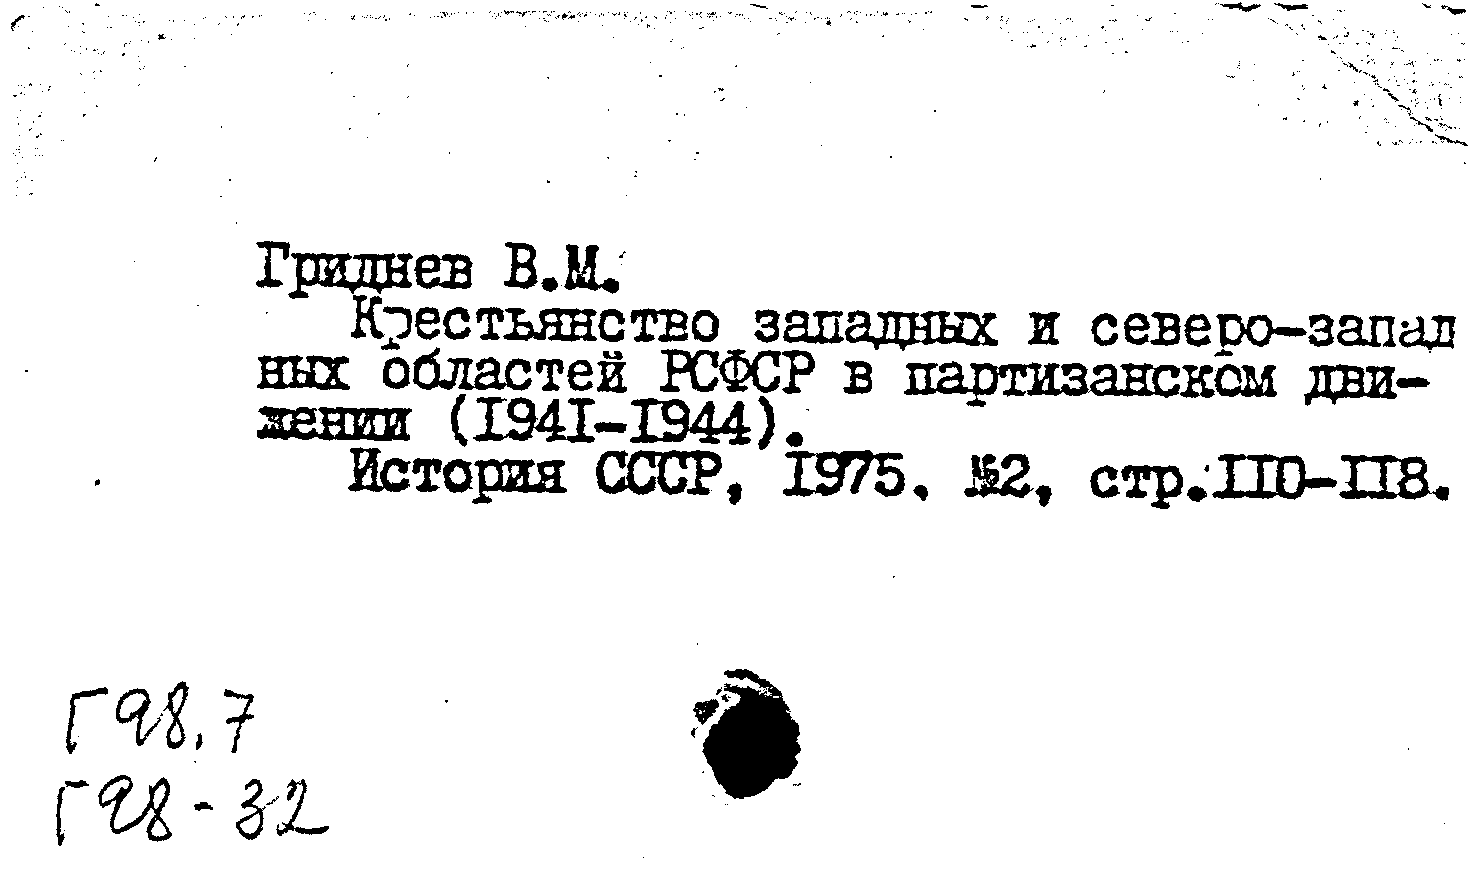 Гриднев В.М.
Крестьянство западных и северо-запад
ных областей РСФСР в партизанском дви-
жении (1941-1944).
История СССР, 1975. №2, стр.110-118.
Г98.7
Г98-32